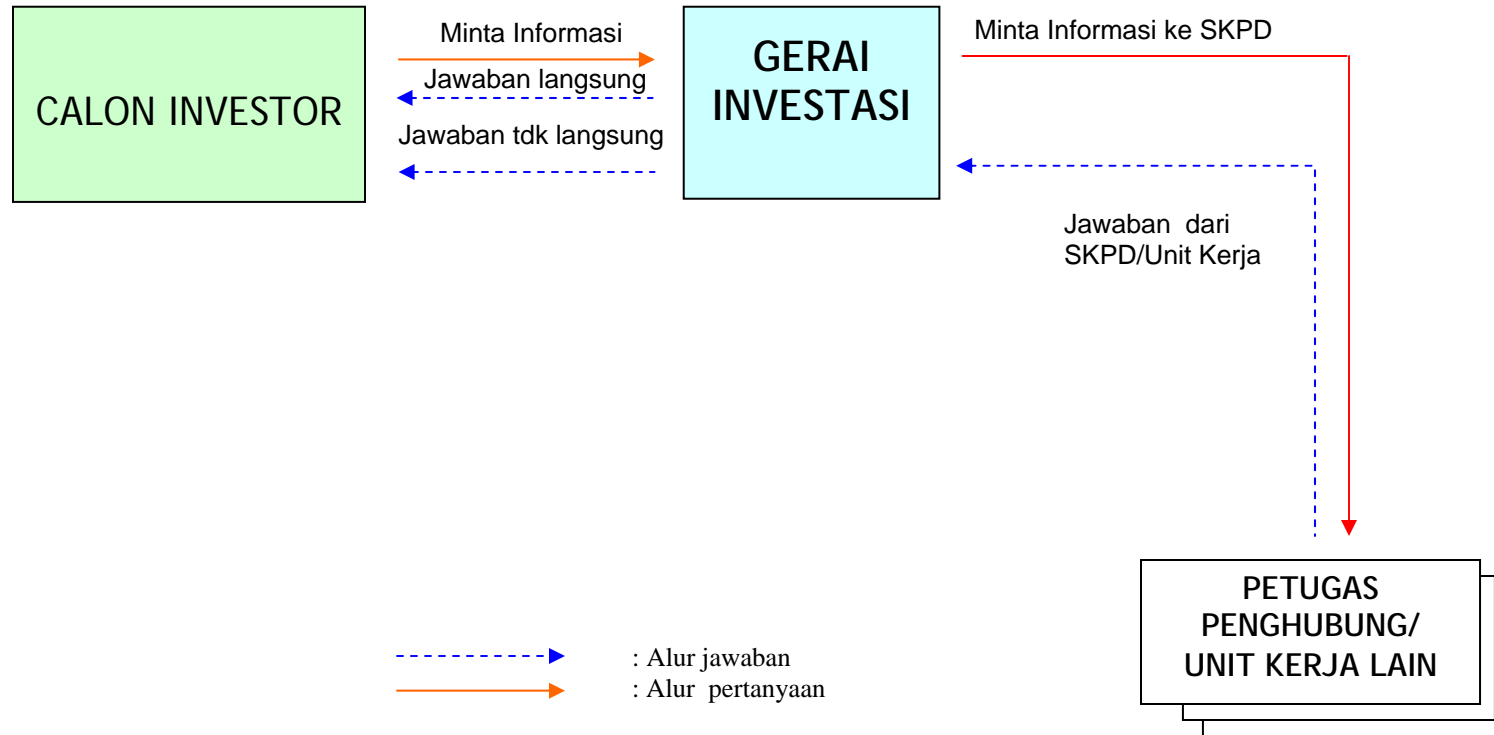 CALON INVESTOR
Minta Informasi
Jawaban langsung
Jawaban tdk langsung
GERAI
INVESTASI
Minta Informasi ke SKPD
Jawaban dari
SKPD/Unit Kerja
PETUGAS
PENGHUBUNG/
UNIT KERJA LAIN
: Alur jawaban
: Alur pertanyaan